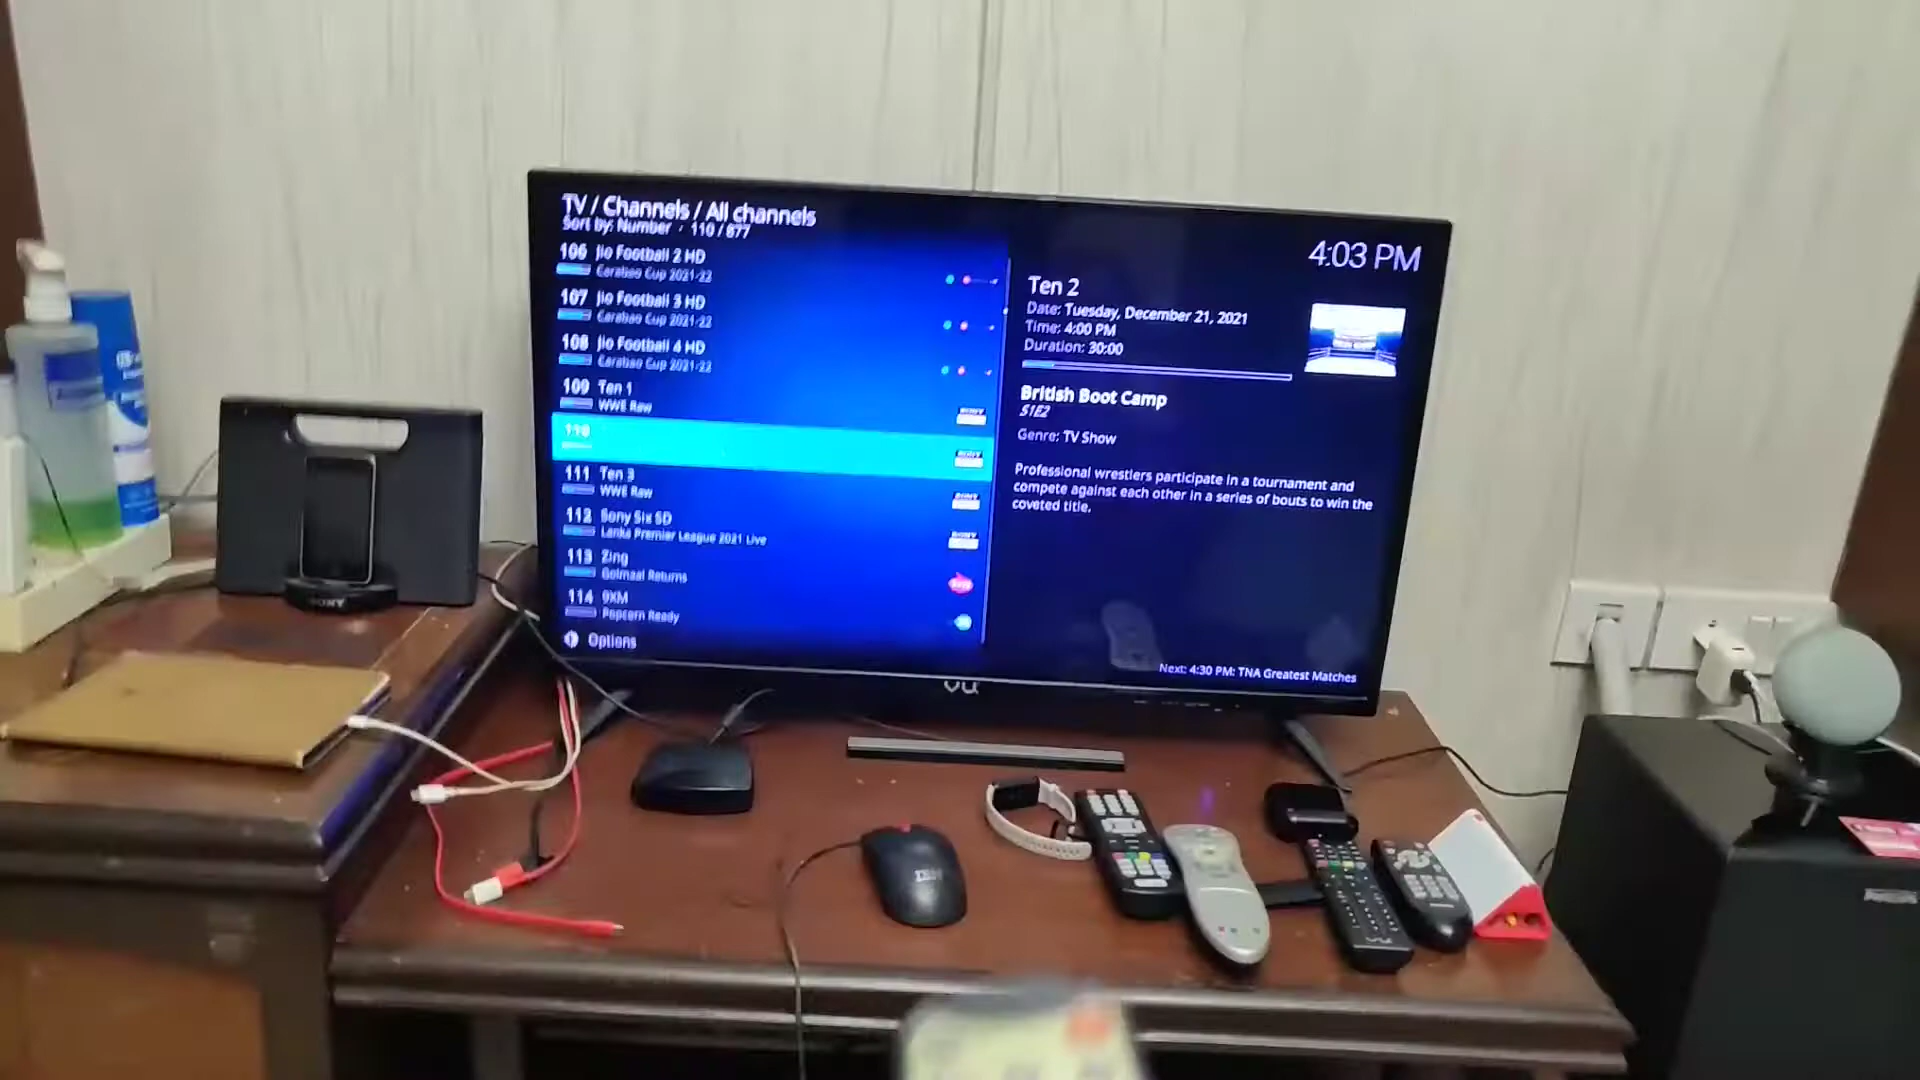 TV / Channels / All channels
Sort by: Number · 110 / 877
4:03 PM
106 Jio Football 2 HD
Carabao Cup 2021-22
107 Jio Football 3 HD
Carabao Cup 2021-22
108 Jio Football 4 HD
Carabao Cup 2021-22
109 Ten 1
WWE Raw
SONY
110
SONY
111 Ten 3
WWE Raw
SONY
112 Sony Six SD
Lanka Premier League 2021 Live
SONY
113 Zing
Golmaal Returns
114 9XM
Popcorn Ready
Options
Ten 2
Date: Tuesday, December 21, 2021
Time: 4:00 PM
Duration: 30:00
British Boot Camp
S1E2
Genre: TV Show
Professional wrestlers participate in a tournament and
compete against each other in a series of bouts to win the
coveted title.
Next: 4:30 PM: TNA Greatest Matches
Vu
SONY
IBM